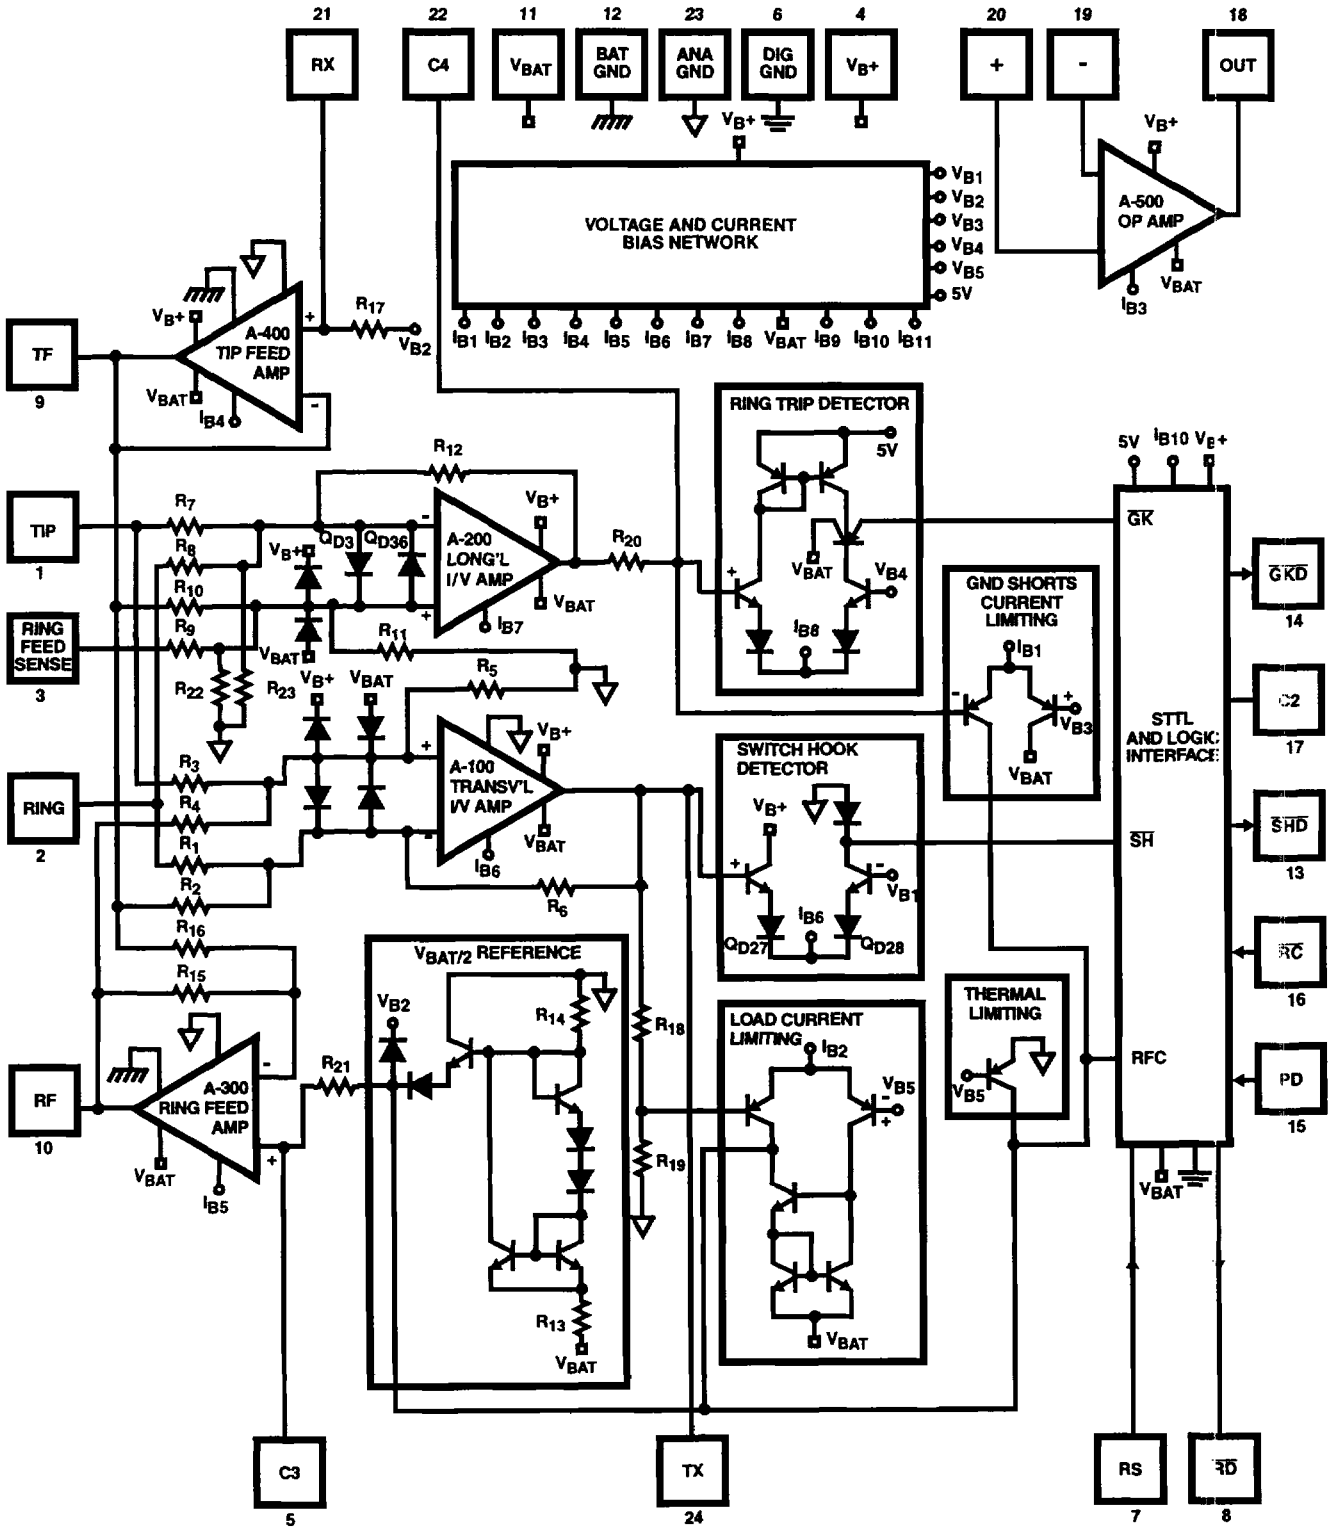 21 22 11 12 23 6 4 20 19 18
RX C4 VBAT BAT GND ANA GND DIG GND VB+ + - OUT
VB+
VB+
VB1
VB2
VB3
VB4
VB5
5V
VOLTAGE AND CURRENT
BIAS NETWORK
A-500
OP AMP
VBAT
IB3
IB1 IB2 IB3 IB4 IB5 IB6 IB7 IB8 VBAT IB9 IB10 IB11
R17
VB2
VB+
+
A-400
TIP FEED
AMP
VBAT
IB4
-
TF
9
RING TRIP DETECTOR
5V
VBAT
VB4
+
IB8
5V IB10 VB+
R12
TIP
1
R7
R8
R10
R9
R22 R23
VB+
QD3 QD36
VBAT
-
A-200
LONG'L
I/V AMP
+
VB+
VBAT
IB7
R20
R11
R5
RING
FEED
SENSE
3
GND SHORTS
CURRENT
LIMITING
IB1
-
+
VB3
VBAT
GK
GKD
14
C2
17
STTL
AND LOGIC
INTERFACE
VB+ VBAT
RING
2
R3
R4
R1
R2
R16
R15
+
A-100
TRANSV'L
I/V AMP
-
VB+
VBAT
IB6
R6
SWITCH HOOK
DETECTOR
VB+
+
-
VB1
IB6
QD27 QD28
SH
SHD
13
RC
16
PD
15
RFC
VBAT
THERMAL
LIMITING
VB5
VBAT/2 REFERENCE
VB2
R14
R13
VBAT
R21
R18
R19
LOAD CURRENT
LIMITING
IB2
VB5
-
+
VBAT
RF
10
-
A-300
RING FEED
AMP
+
VBAT
IB5
C3
5
TX
24
RS
7
RD
8